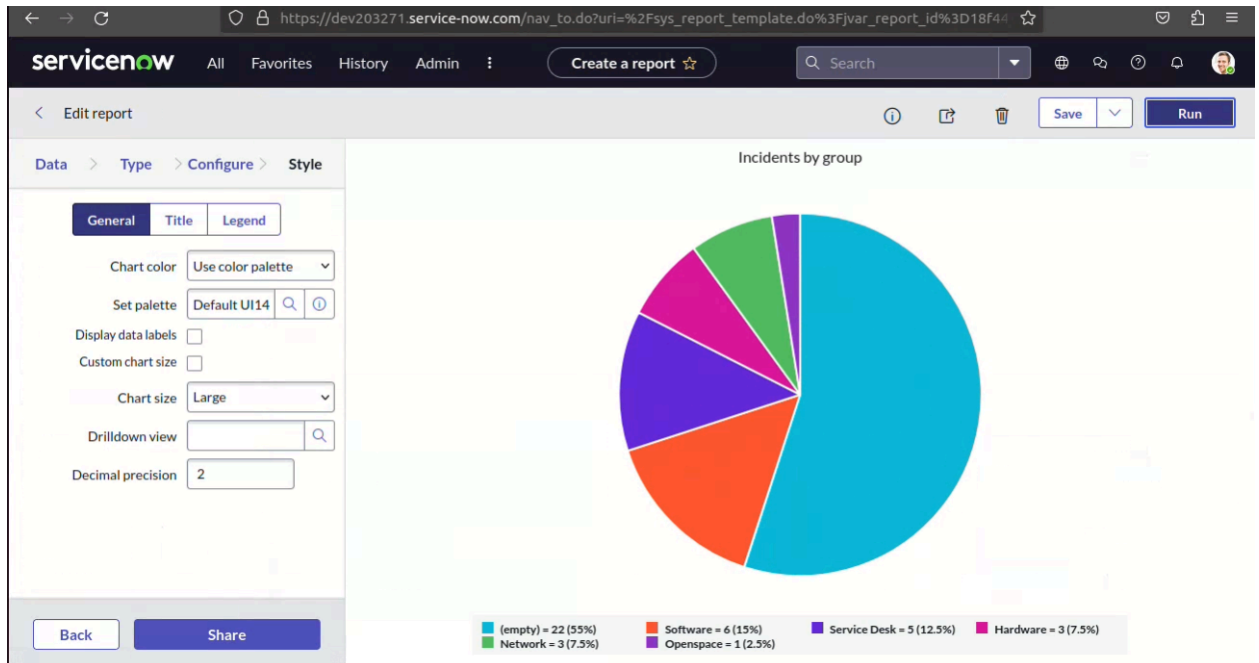 https://dev203271.service-now.com/nav_to.do?uri=%2Fsys_report_template.do%3Fjvar_report_id%3D18f44
servicenow All Favorites History Admin Create a report Search
Edit report Save Run
Data Type Configure Style
General Title Legend
Chart color Use color palette
Set palette Default UI14
Display data labels
Custom chart size
Chart size Large
Drilldown view
Decimal precision 2
Back Share
Incidents by group
(empty) = 22 (55%) Software = 6 (15%) Service Desk = 5 (12.5%) Hardware = 3 (7.5%)
Network = 3 (7.5%) Openspace = 1 (2.5%)